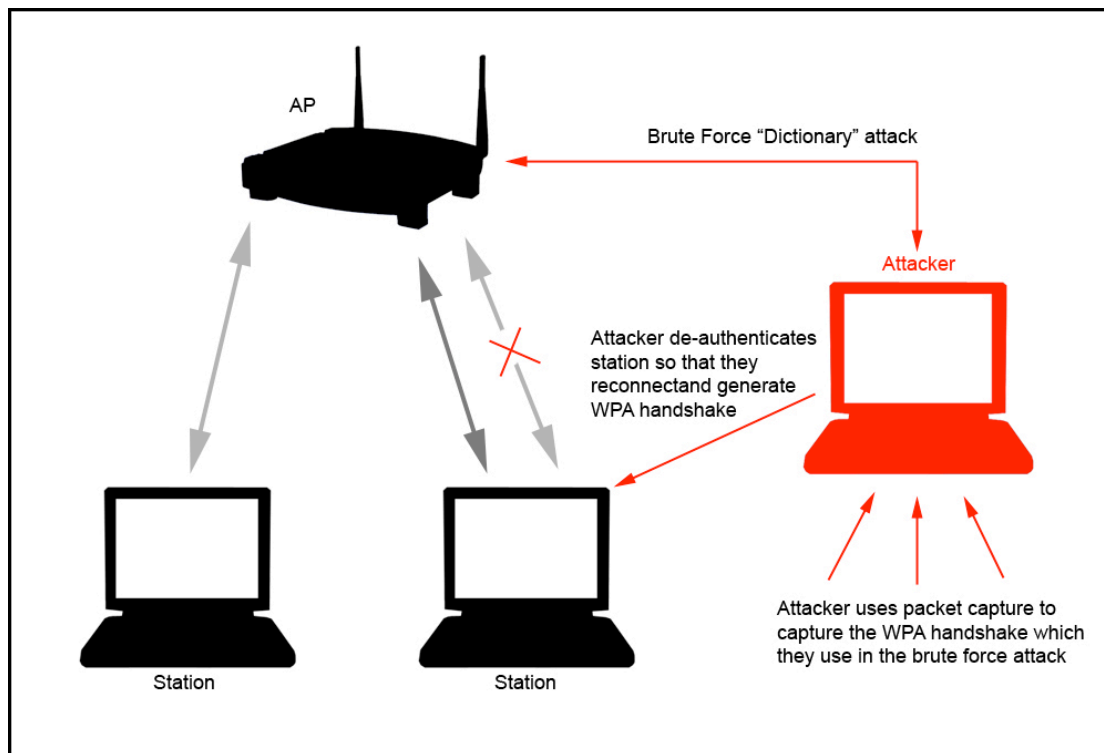 AP
Brute Force “Dictionary” attack
Attacker
Attacker de-authenticates
station so that they
reconnectand generate
WPA handshake
Station
Station
Attacker uses packet capture to
capture the WPA handshake which
they use in the brute force attack